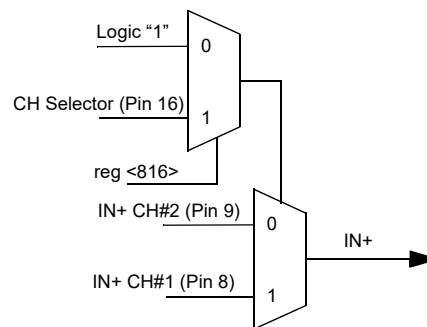 Logic “1”
0
CH Selector (Pin 16)
1
reg <816>
IN+ CH#2 (Pin 9)
0
IN+
IN+ CH#1 (Pin 8)
1